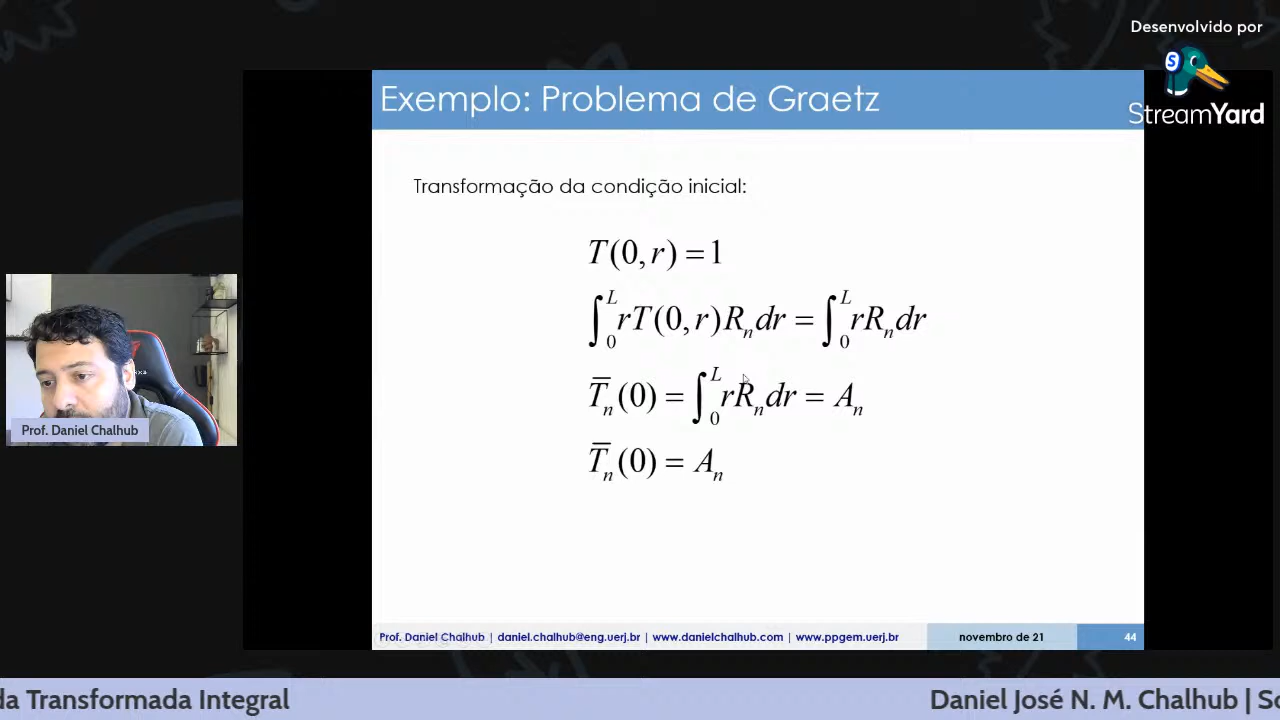 Desenvolvido por
StreamYard
Exemplo: Problema de Graetz
Transformação da condição inicial:
T(0, r) = 1
∫₀ᴸ rT(0, r)Rₙdr = ∫₀ᴸ rRₙdr
T̅ₙ(0) = ∫₀ᴸ rRₙdr = Aₙ
T̅ₙ(0) = Aₙ
Prof. Daniel Chalhub
Prof. Daniel Chalhub | daniel.chalhub@eng.uerj.br | www.danielchalhub.com | www.ppgem.uerj.br novembro de 21 44
da Transformada Integral Daniel José N. M. Chalhub | So